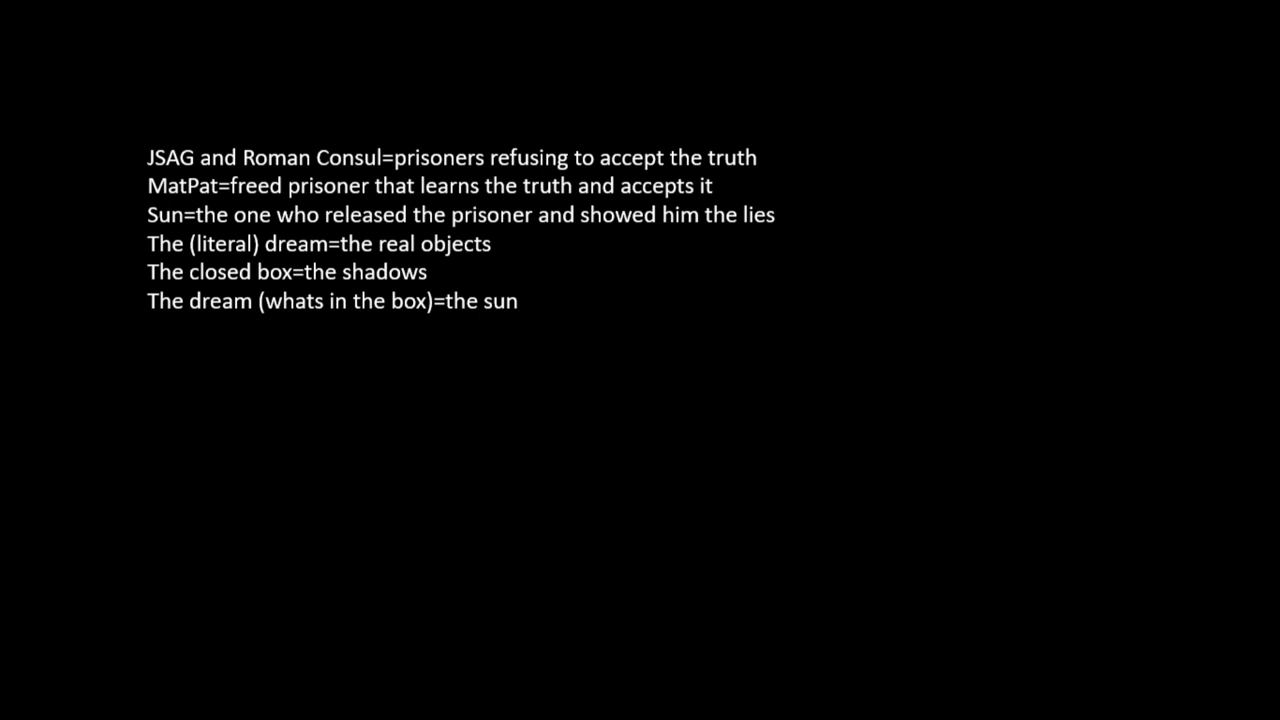 JSAG and Roman Consul=prisoners refusing to accept the truth
MatPat=freed prisoner that learns the truth and accepts it
Sun=the one who released the prisoner and showed him the lies
The (literal) dream=the real objects
The closed box=the shadows
The dream (whats in the box)=the sun